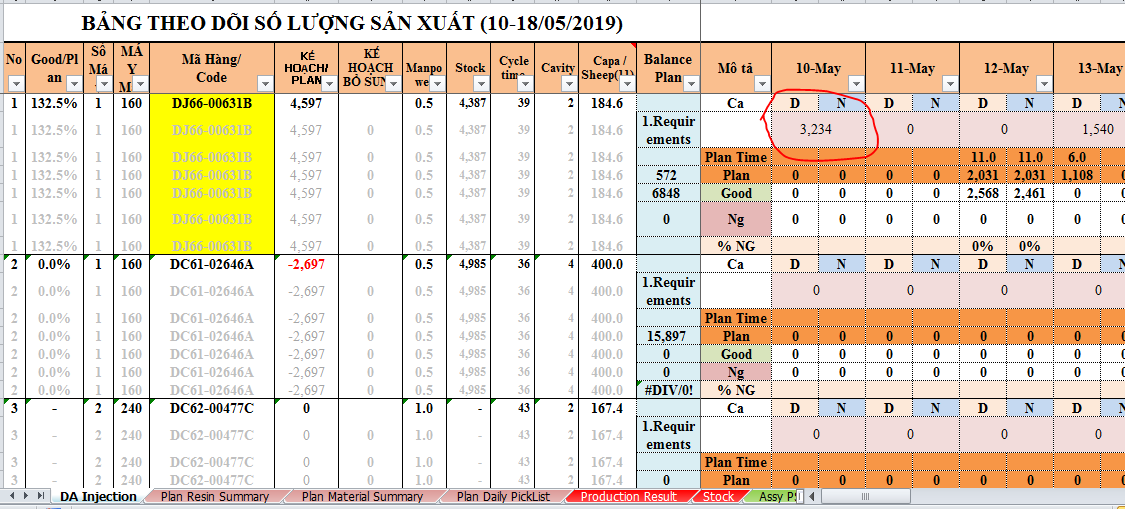 BẢNG THEO DÕI SỐ LƯỢNG SẢN XUẤT (10-18/05/2019)
No Good/Pl an Số Má MÁ Y M Mã Hàng/ Code KẾ HOẠCH/ PLAN KẾ HOẠCH BỔ SUN Manpo we Stock Cycle time Cavity Capa / Balance Plan Mô tả 10-May 11-May 12-May 13-May
1 132.5% 1 160 DJ66-00631B 4,597 0.5 4,387 39 2 184.6 Ca D N D N D N D
1 132.5% 1 160 DJ66-00631B 4,597 0 0.5 4,387 39 2 184.6 1.Requir ements 3,234 0 0 1,540
1 132.5% 1 160 DJ66-00631B 4,597 0 0.5 4,387 39 2 184.6 Plan Time 11.0 11.0 6.0
1 132.5% 1 160 DJ66-00631B 4,597 0 0.5 4,387 39 2 184.6 572 Plan 0 0 0 0 2,031 2,031 1,108 0
1 132.5% 1 160 DJ66-00631B 4,597 0 0.5 4,387 39 2 184.6 6848 Good 0 0 0 0 2,568 2,461 0 0
1 132.5% 1 160 DJ66-00631B 4,597 0 0.5 4,387 39 2 184.6 0 Ng 0 0 0 0 0 0 0 0
1 132.5% 1 160 DJ66-00631B 4,597 0 0.5 4,387 39 2 184.6 % NG 0% 0%
2 0.0% 1 160 DC61-02646A -2,697 0.5 4,985 36 4 400.0 Ca D N D N D N D
2 0.0% 1 160 DC61-02646A -2,697 0 0.5 4,985 36 4 400.0 1.Requir ements 0 0 0 0
2 0.0% 1 160 DC61-02646A -2,697 0 0.5 4,985 36 4 400.0 Plan Time
2 0.0% 1 160 DC61-02646A -2,697 0 0.5 4,985 36 4 400.0 15,897 Plan 0 0 0 0 0 0 0 0
2 0.0% 1 160 DC61-02646A -2,697 0 0.5 4,985 36 4 400.0 0 Good 0 0 0 0 0 0 0 0
2 0.0% 1 160 DC61-02646A -2,697 0 0.5 4,985 36 4 400.0 0 Ng 0 0 0 0 0 0 0 0
2 0.0% 1 160 DC61-02646A -2,697 0 0.5 4,985 36 4 400.0 #DIV/0! % NG
3 - 2 240 DC62-00477C 0 1.0 - 43 2 167.4 Ca D N D N D N D
3 - 2 240 DC62-00477C 0 0 1.0 - 43 2 167.4 1.Requir ements 0 0 0 0
3 - 2 240 DC62-00477C 0 0 1.0 - 43 2 167.4 Plan Time
3 - 2 240 DC62-00477C 0 0 1.0 - 43 2 167.4 0 Plan 0 0 0 0 0 0 0 0
DA Injection Plan Resin Summary Plan Material Summary Plan Daily PickList Production Result Stock Assy